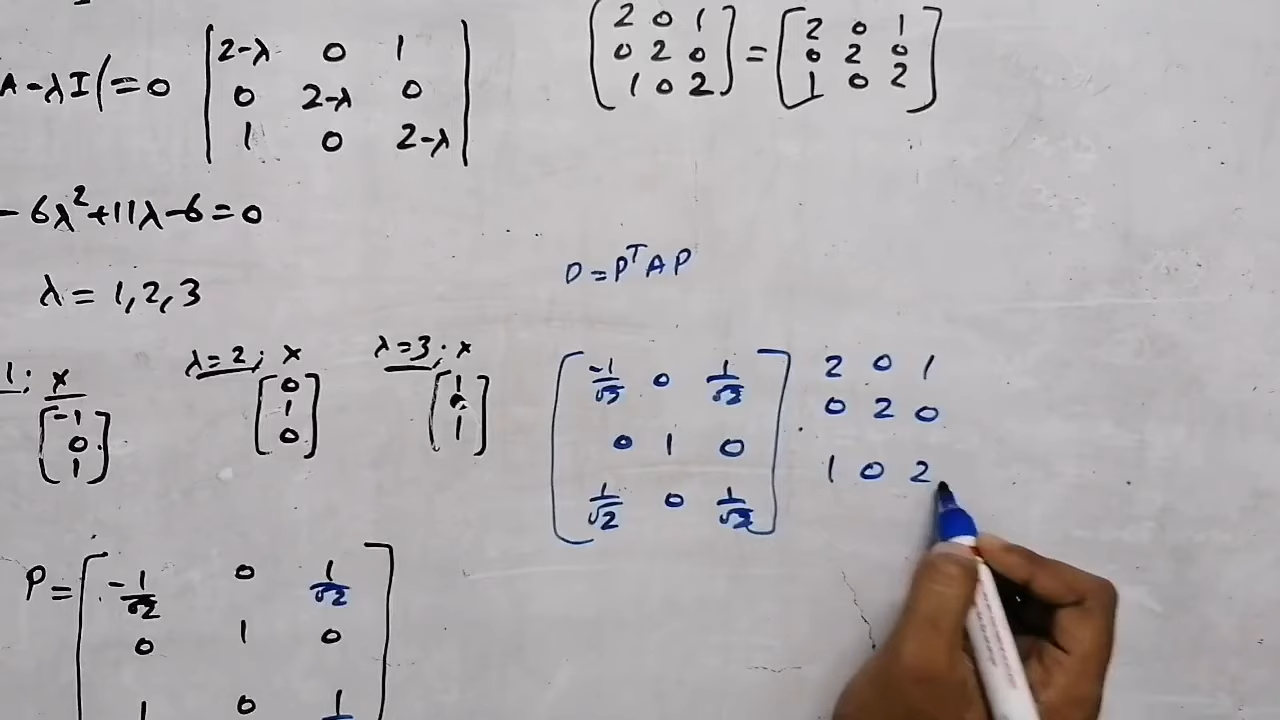 A-λI|=0 |2-λ 0 1|
|0 2-λ 0|
|1 0 2-λ|
- 6λ²+11λ-6=0
λ = 1,2,3
1; x
[-1
0
1]
λ=2; x
[0
1
0]
λ=3; x
[1
1]
P = [-1/√2 0 1/√2
0 1 0
1 0 1
(2 0 1
0 2 0
1 0 2) = [2 0 1
0 2 0
1 0 2]
D = PᵀAP
[-1/√2 0 1/√2
0 1 0
1/√2 0 1/√2]
2 0 1
0 2 0
1 0 2